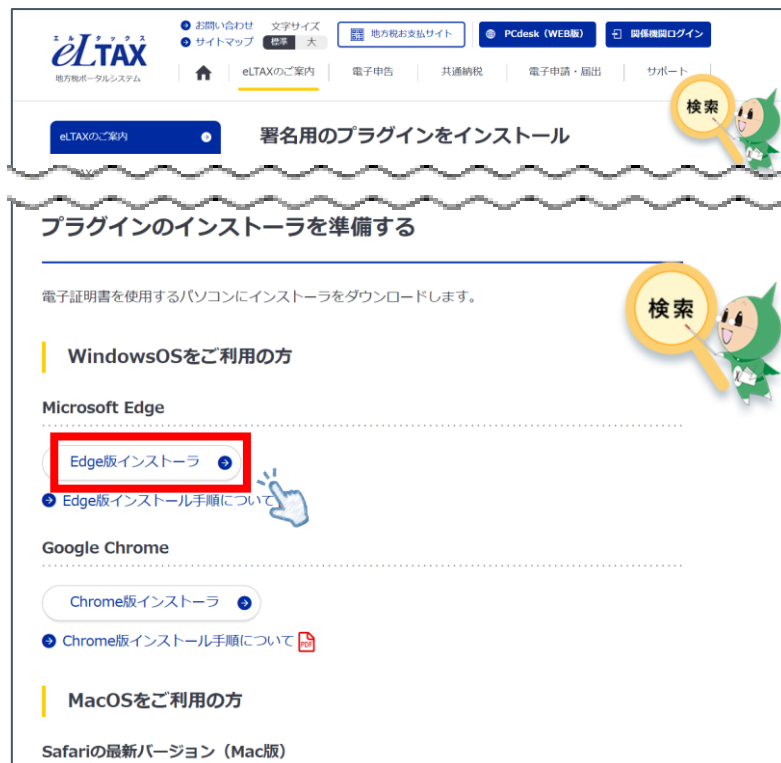 エルタックス
eLTAX
地方税ポータルシステム
お問い合わせ 文字サイズ
サイトマップ 標準 大
地方税お支払サイト
PCdesk（WEB版）
関係機関ログイン
eLTAXのご案内 電子申告 共通納税 電子申請・届出 サポート
検索
eLTAXのご案内
署名用のプラグインをインストール
プラグインのインストーラを準備する
電子証明書を使用するパソコンにインストーラをダウンロードします。
検索
WindowsOSをご利用の方
Microsoft Edge
Edge版インストーラ
Edge版インストール手順について
Google Chrome
Chrome版インストーラ
Chrome版インストール手順について PDF
MacOSをご利用の方
Safariの最新バージョン（Mac版）